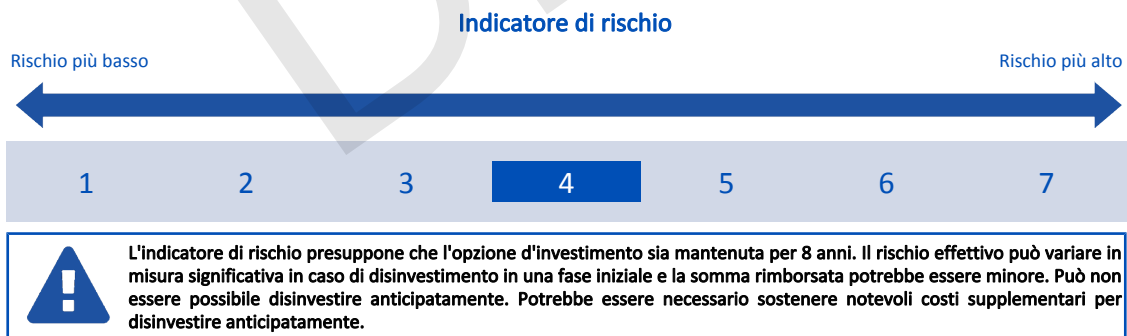 Indicatore di rischio
Rischio più basso
Rischio più alto
1 2 3 4 5 6 7
L'indicatore di rischio presuppone che l'opzione d'investimento sia mantenuta per 8 anni. Il rischio effettivo può variare in
misura significativa in caso di disinvestimento in una fase iniziale e la somma rimborsata potrebbe essere minore. Può non
essere possibile disinvestire anticipatamente. Potrebbe essere necessario sostenere notevoli costi supplementari per
disinvestire anticipatamente.